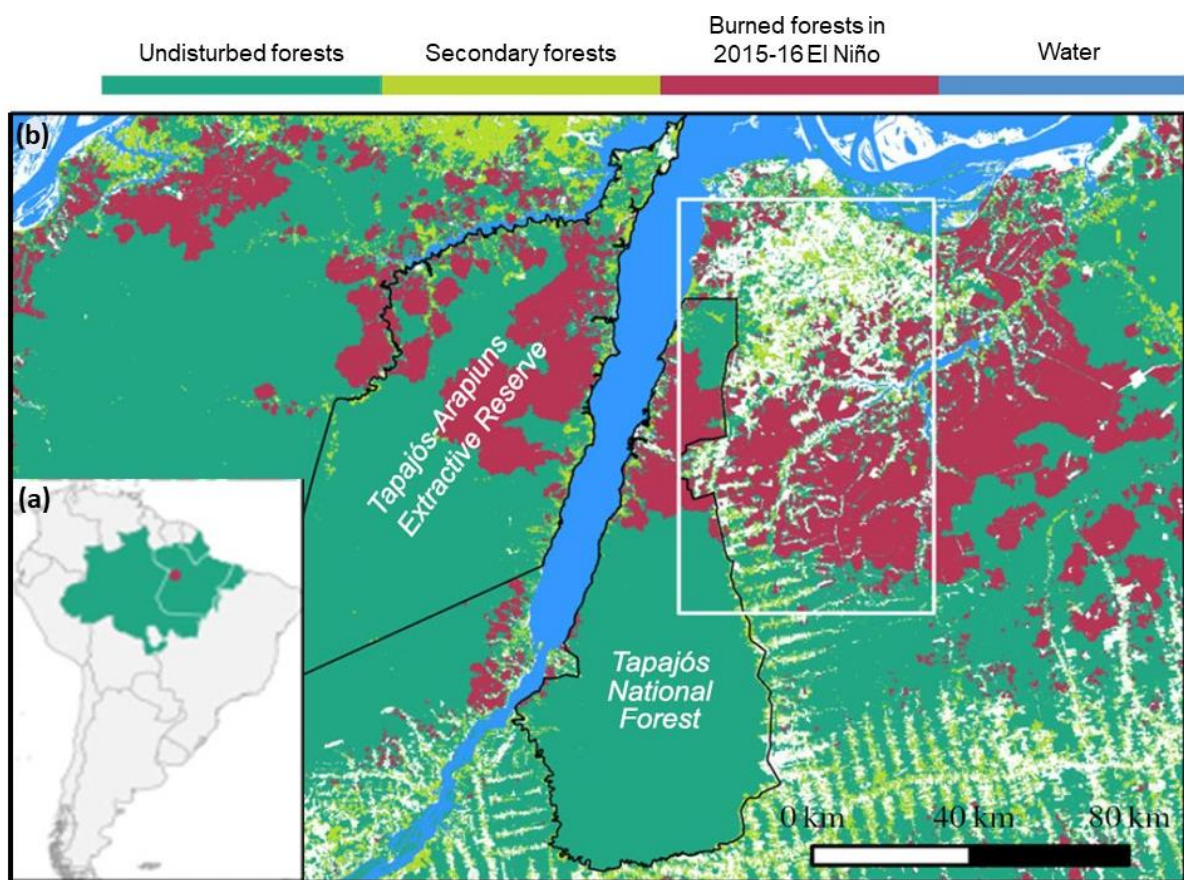 Undisturbed forests
Secondary forests
Burned forests in
2015-16 El Niño
Water
(b)
Tapajós-Arapiuns
Extractive Reserve
(a)
Tapajós
National
Forest
0 km 40 km 80 km